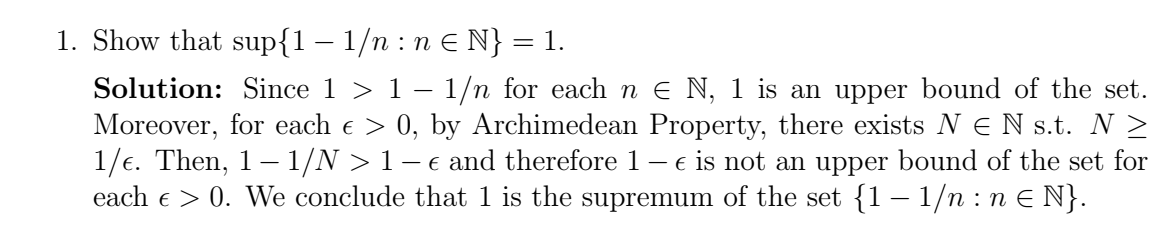 1. Show that sup{1 − 1/n : n ∈ ℕ} = 1.
Solution: Since 1 > 1 − 1/n for each n ∈ ℕ, 1 is an upper bound of the set.
Moreover, for each ϵ > 0, by Archimedean Property, there exists N ∈ ℕ s.t. N ≥
1/ϵ. Then, 1 − 1/N > 1 − ϵ and therefore 1 − ϵ is not an upper bound of the set for
each ϵ > 0. We conclude that 1 is the supremum of the set {1 − 1/n : n ∈ ℕ}.